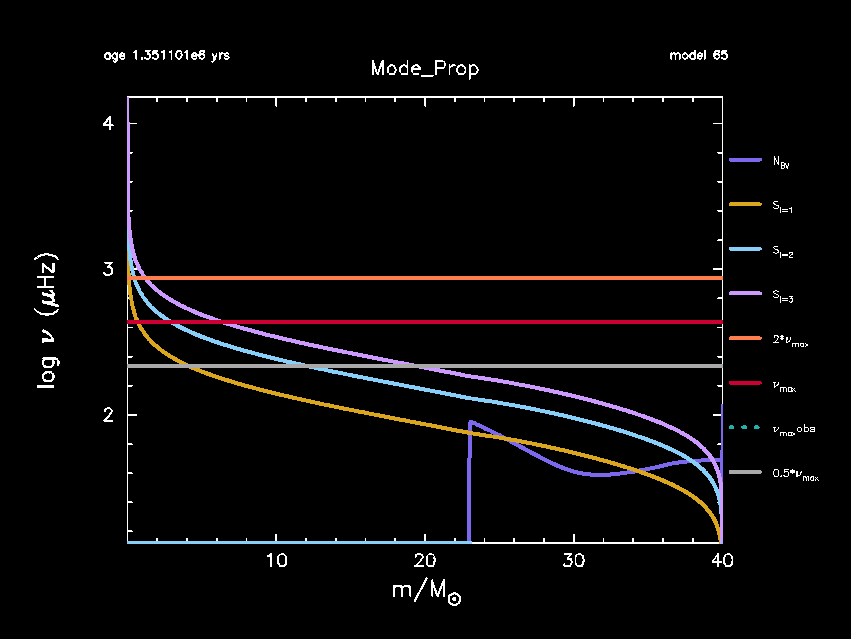 age 1.351101e6 yrs
model 65
Mode_Prop
log ν (μHz)
4
3
2
10 20 30 40
m/M☉
N_BV
S_l=1
S_l=2
S_l=3
2*ν_max
ν_max
ν_max obs
0.5*ν_max